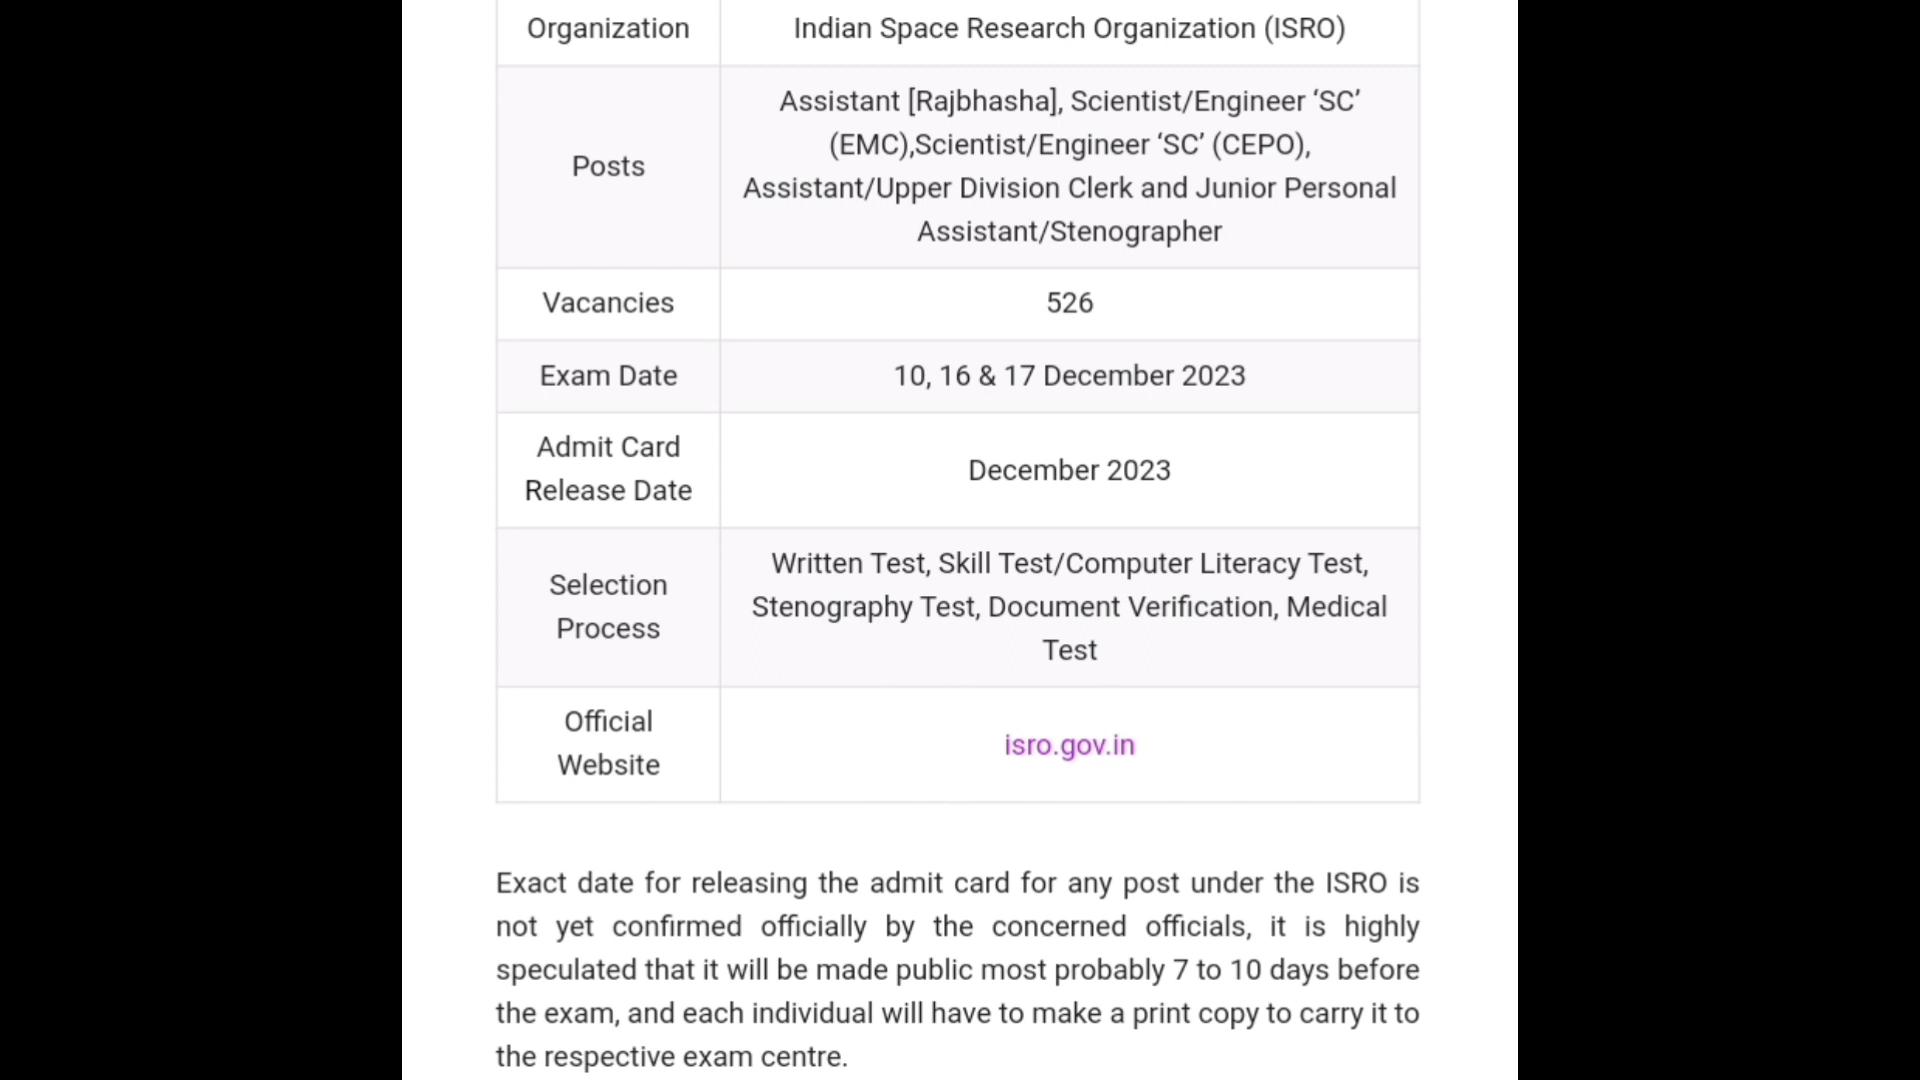 Organization
Indian Space Research Organization (ISRO)
Posts
Assistant [Rajbhasha], Scientist/Engineer ‘SC’
(EMC),Scientist/Engineer ‘SC’ (CEPO),
Assistant/Upper Division Clerk and Junior Personal
Assistant/Stenographer
Vacancies
526
Exam Date
10, 16 & 17 December 2023
Admit Card
Release Date
December 2023
Selection
Process
Written Test, Skill Test/Computer Literacy Test,
Stenography Test, Document Verification, Medical
Test
Official
Website
isro.gov.in
Exact date for releasing the admit card for any post under the ISRO is
not yet confirmed officially by the concerned officials, it is highly
speculated that it will be made public most probably 7 to 10 days before
the exam, and each individual will have to make a print copy to carry it to
the respective exam centre.